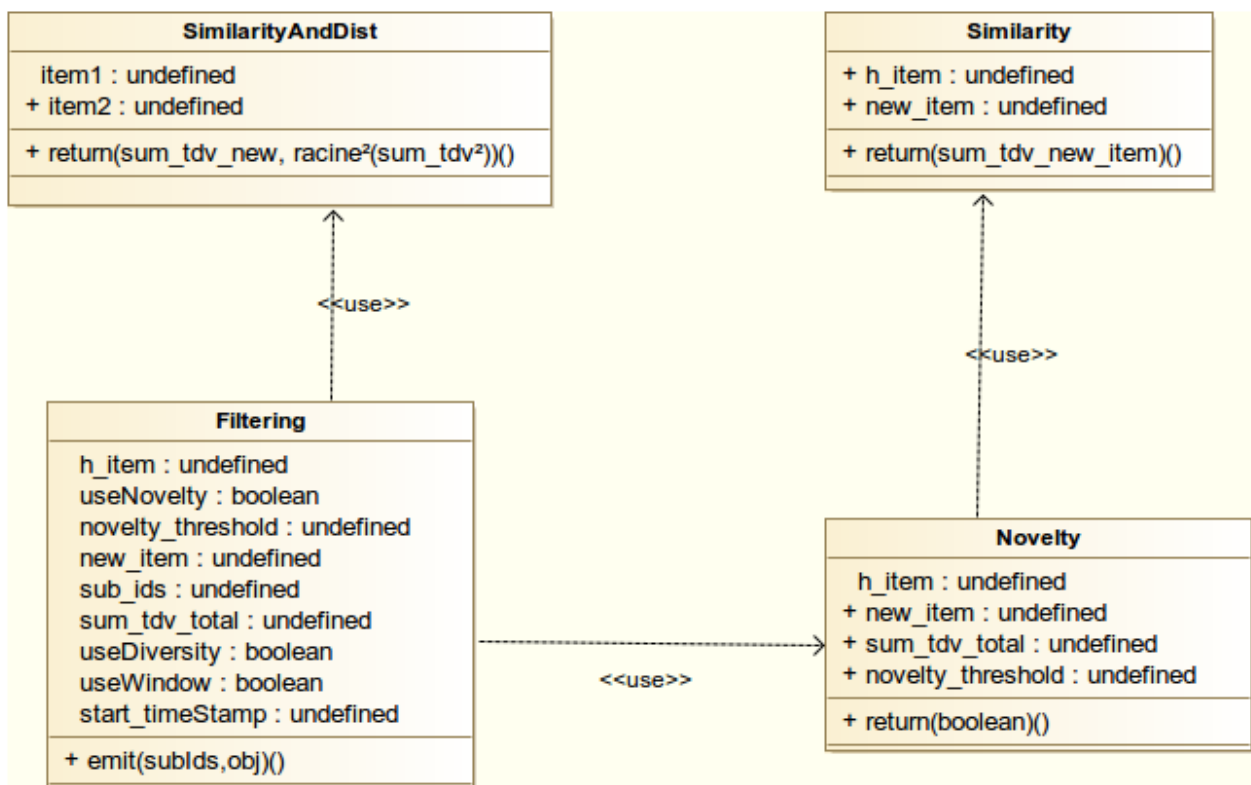 SimilarityAndDist
item1 : undefined
+ item2 : undefined
+ return(sum_tdv_new, racine²(sum_tdv²))()
Similarity
+ h_item : undefined
+ new_item : undefined
+ return(sum_tdv_new_item)()
<<use>>
<<use>>
Filtering
h_item : undefined
useNovelty : boolean
novelty_threshold : undefined
new_item : undefined
sub_ids : undefined
sum_tdv_total : undefined
useDiversity : boolean
useWindow : boolean
start_timeStamp : undefined
+ emit(subIds,obj)()
<<use>>
Novelty
h_item : undefined
+ new_item : undefined
+ sum_tdv_total : undefined
+ novelty_threshold : undefined
+ return(boolean)()